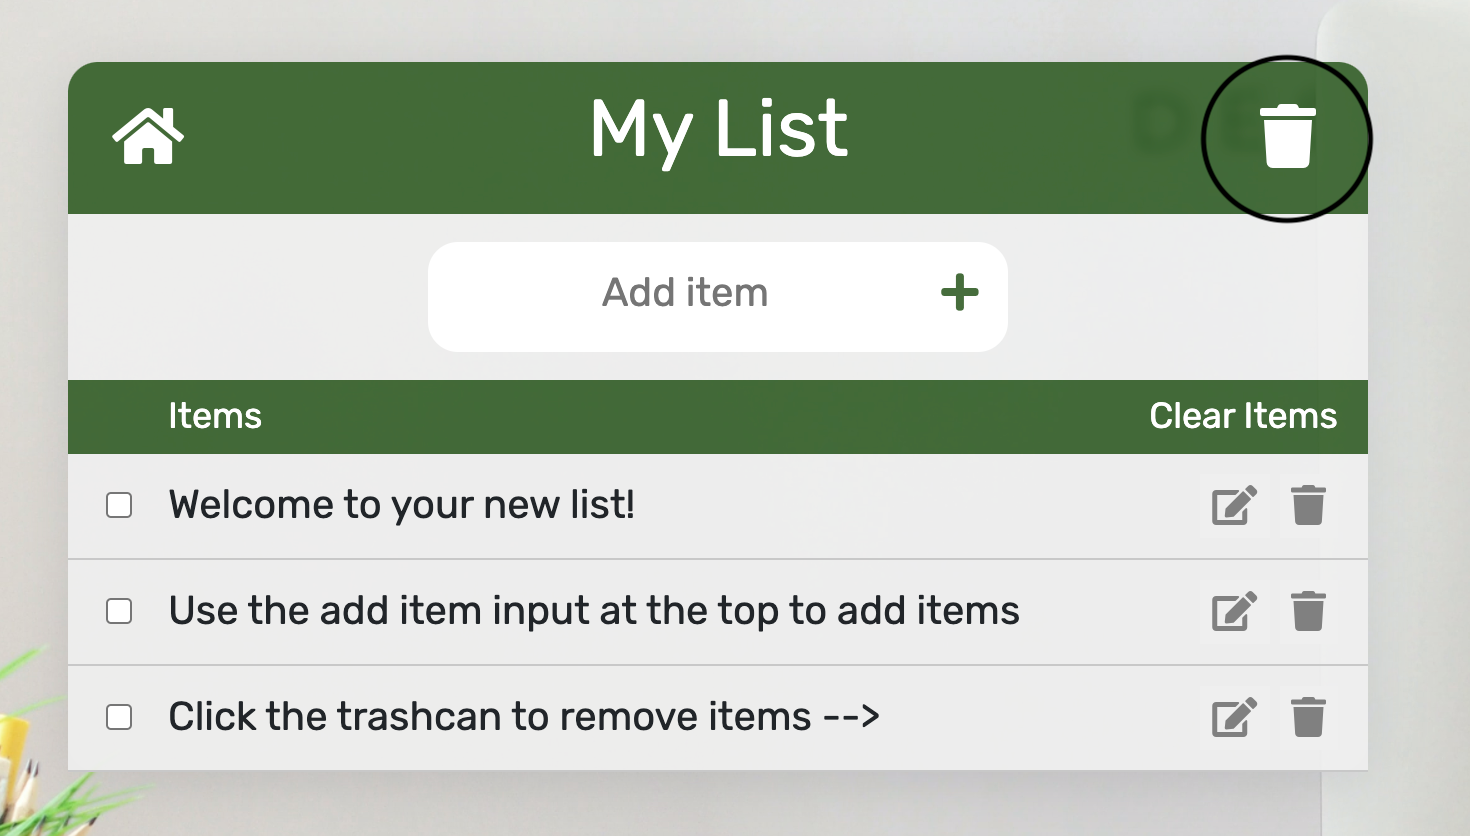 My List
Add item
Items Clear Items
Welcome to your new list!
Use the add item input at the top to add items
Click the trashcan to remove items -->